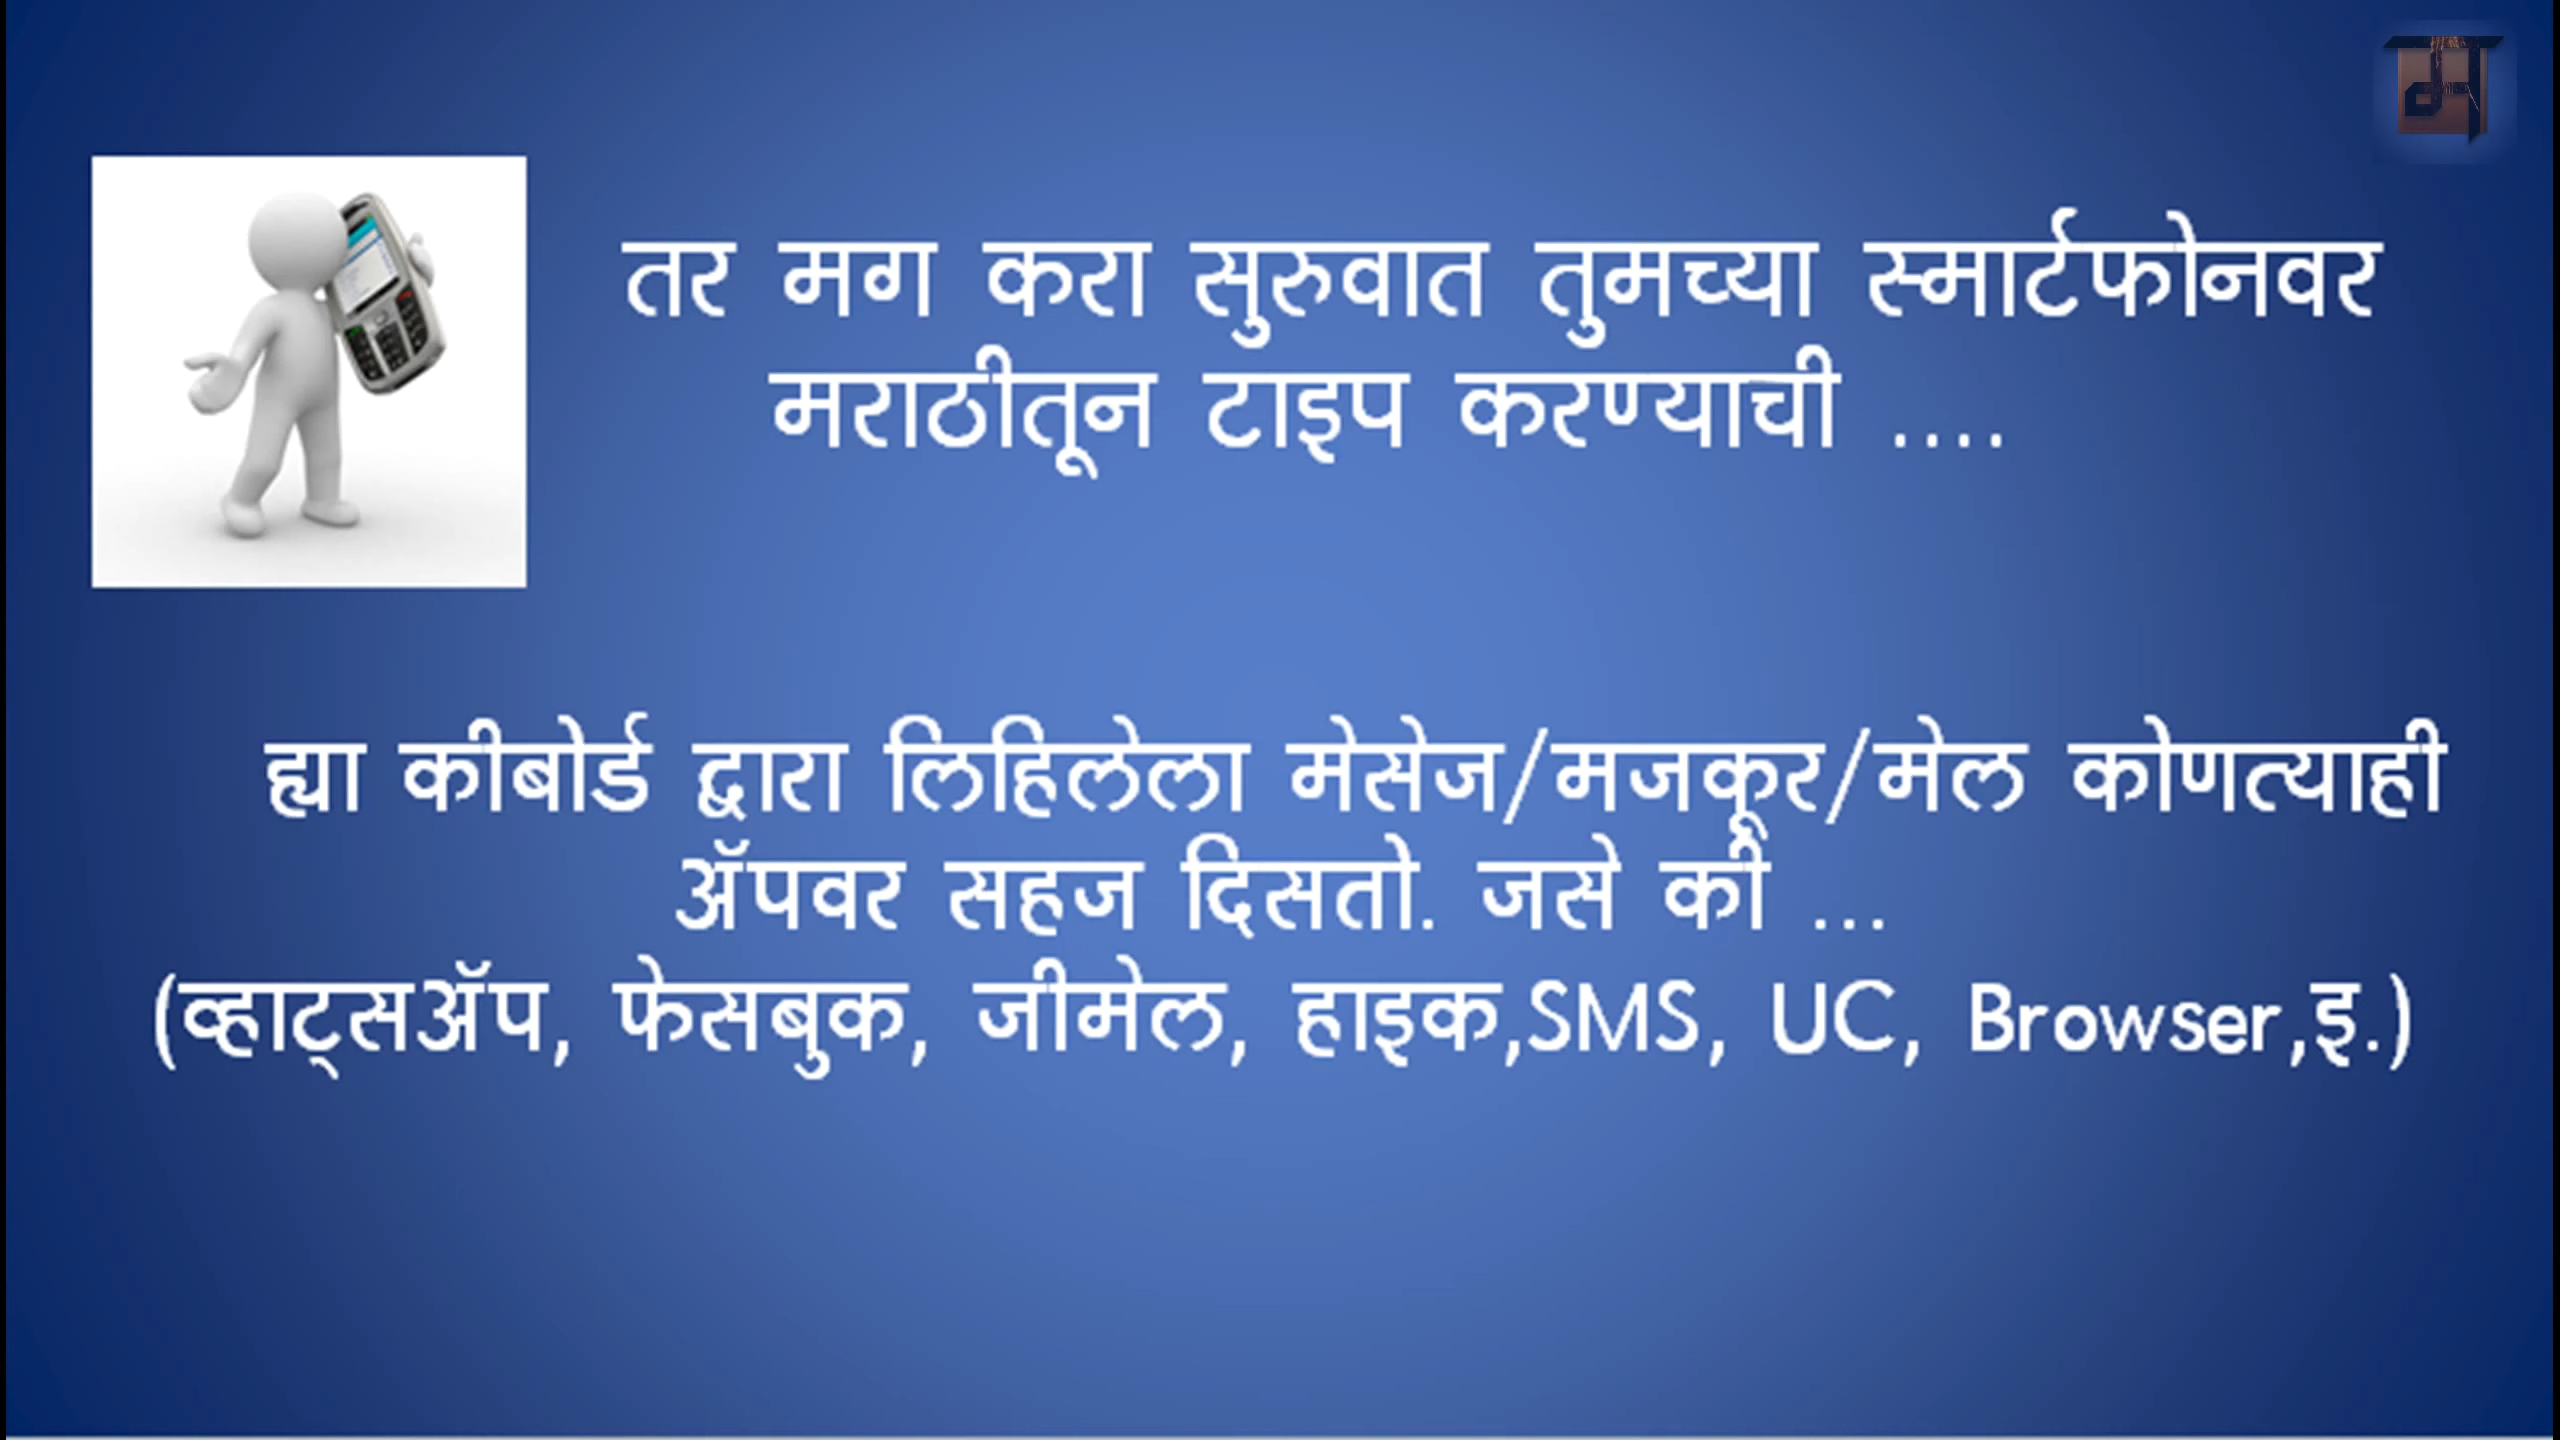 म
तर मग करा सुरुवात तुमच्या स्मार्टफोनवर
मराठीतून टाइप करण्याची ....
ह्या कीबोर्ड द्वारा लिहिलेला मेसेज/मजकूर/मेल कोणत्याही
ॲपवर सहज दिसतो. जसे की ...
(व्हाट्सॲप, फेसबुक, जीमेल, हाइक,SMS, UC, Browser,इ.)